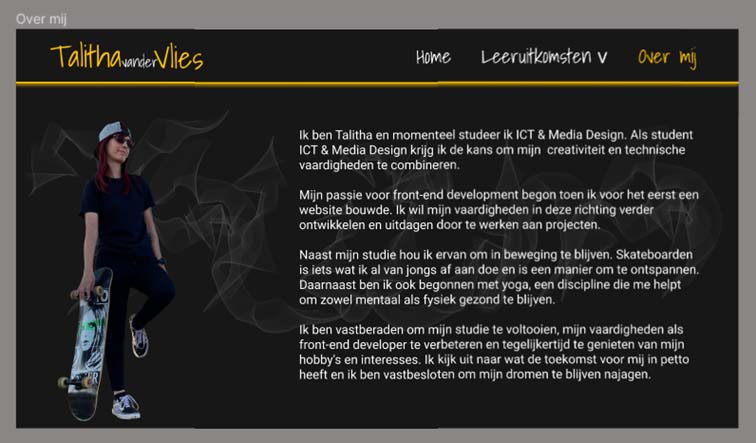 Over mij
TalithavanderVlies
Home Leeruitkomsten v Over mij
Ik ben Talitha en momenteel studeer ik ICT & Media Design. Als student
ICT & Media Design krijg ik de kans om mijn creativiteit en technische
vaardigheden te combineren.
Mijn passie voor front-end development begon toen ik voor het eerst een
website bouwde. Ik wil mijn vaardigheden in deze richting verder
ontwikkelen en uitdagen door te werken aan projecten.
Naast mijn studie hou ik ervan om in beweging te blijven. Skateboarden
is iets wat ik al van jongs af aan doe en is een manier om te ontspannen.
Daarnaast ben ik ook begonnen met yoga, een discipline die me helpt
om zowel mentaal als fysiek gezond te blijven.
Ik ben vastberaden om mijn studie te voltooien, mijn vaardigheden als
front-end developer te verbeteren en tegelijkertijd te genieten van mijn
hobby's en interesses. Ik kijk uit naar wat de toekomst voor mij in petto
heeft en ik ben vastbesloten om mijn dromen te blijven najagen.